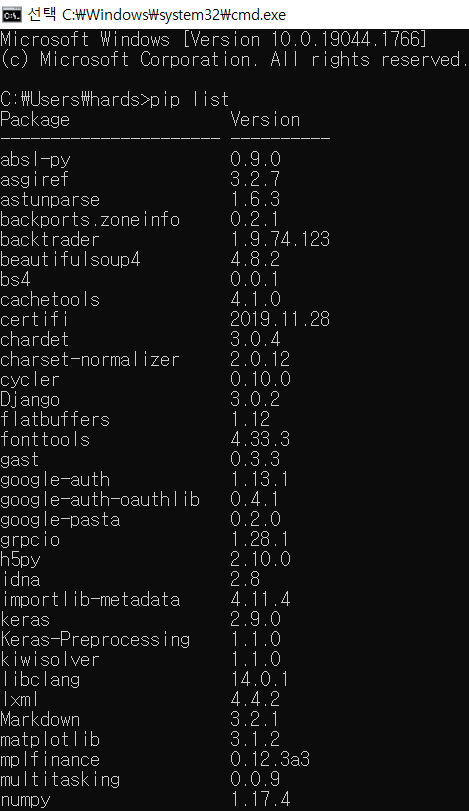 선택 C:₩Windows₩system32₩cmd.exe
Microsoft Windows [Version 10.0.19044.1766]
(c) Microsoft Corporation. All rights reserved.
C:₩Users₩hards>pip list
Package Version
---------------------- ----------
absl-py 0.9.0
asgiref 3.2.7
astunparse 1.6.3
backports.zoneinfo 0.2.1
backtrader 1.9.74.123
beautifulsoup4 4.8.2
bs4 0.0.1
cachetools 4.1.0
certifi 2019.11.28
chardet 3.0.4
charset-normalizer 2.0.12
cycler 0.10.0
Django 3.0.2
flatbuffers 1.12
fonttools 4.33.3
gast 0.3.3
google-auth 1.13.1
google-auth-oauthlib 0.4.1
google-pasta 0.2.0
grpcio 1.28.1
h5py 2.10.0
idna 2.8
importlib-metadata 4.11.4
keras 2.9.0
Keras-Preprocessing 1.1.0
kiwisolver 1.1.0
libclang 14.0.1
lxml 4.4.2
Markdown 3.2.1
matplotlib 3.1.2
mplfinance 0.12.3a3
multitasking 0.0.9
numpy 1.17.4